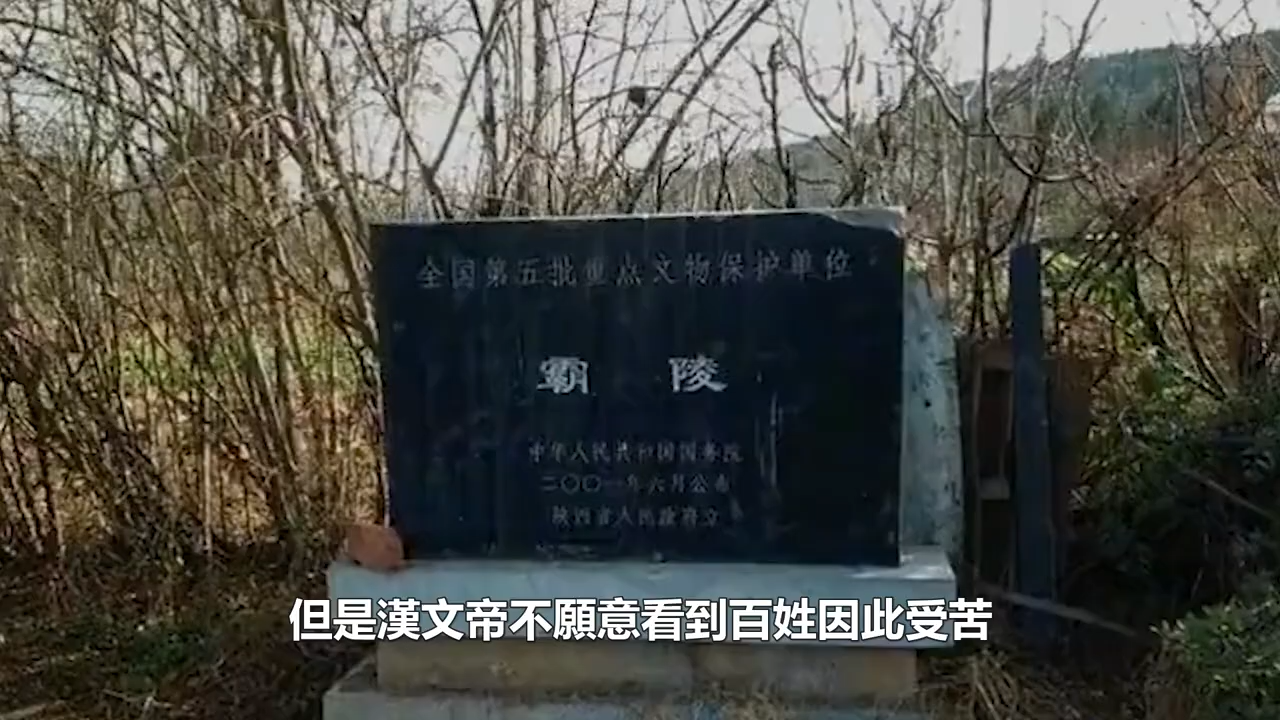 全国第五批重点文物保护单位
霸陵
中华人民共和国国务院
二〇〇一年六月公布
陕西省人民政府立
但是漢文帝不願意看到百姓因此受苦